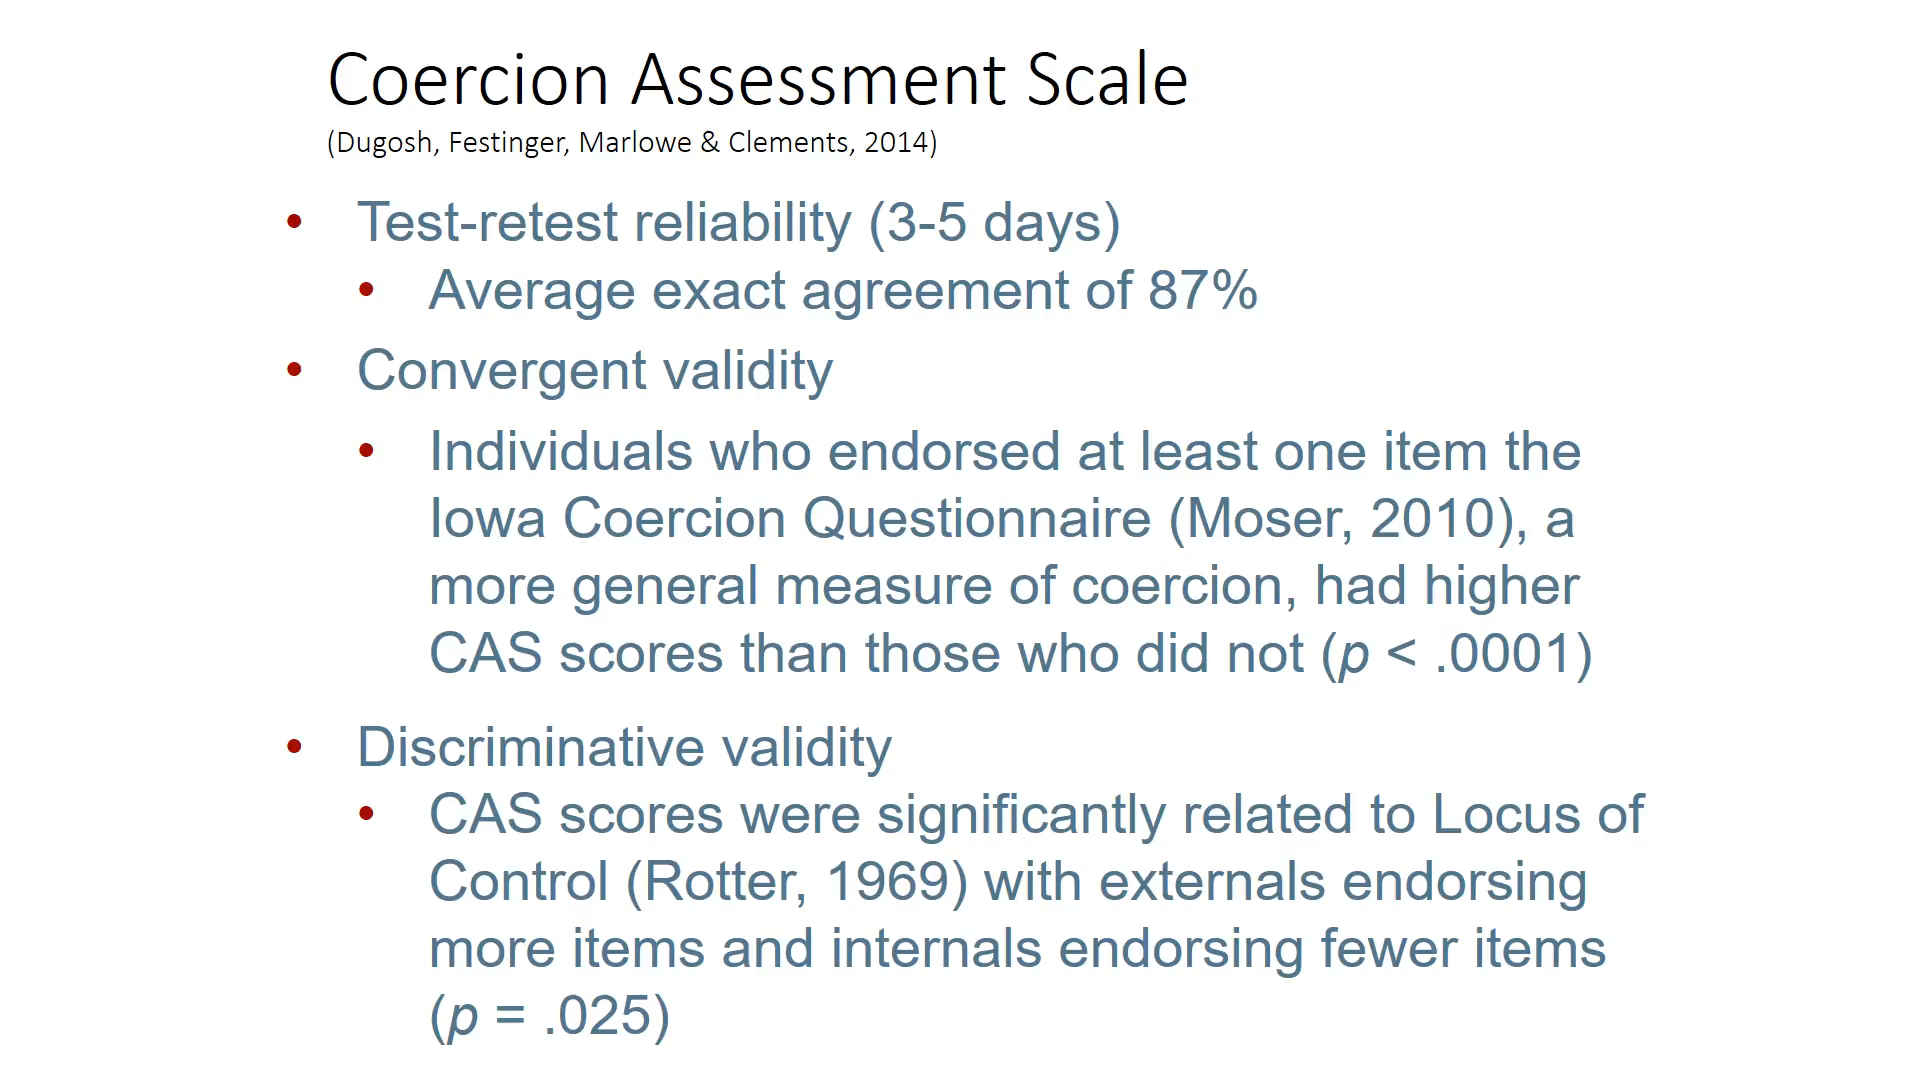 Coercion Assessment Scale
(Dugosh, Festinger, Marlowe & Clements, 2014)
• Test-retest reliability (3-5 days)
• Average exact agreement of 87%
• Convergent validity
• Individuals who endorsed at least one item the
Iowa Coercion Questionnaire (Moser, 2010), a
more general measure of coercion, had higher
CAS scores than those who did not (p < .0001)
• Discriminative validity
• CAS scores were significantly related to Locus of
Control (Rotter, 1969) with externals endorsing
more items and internals endorsing fewer items
(p = .025)